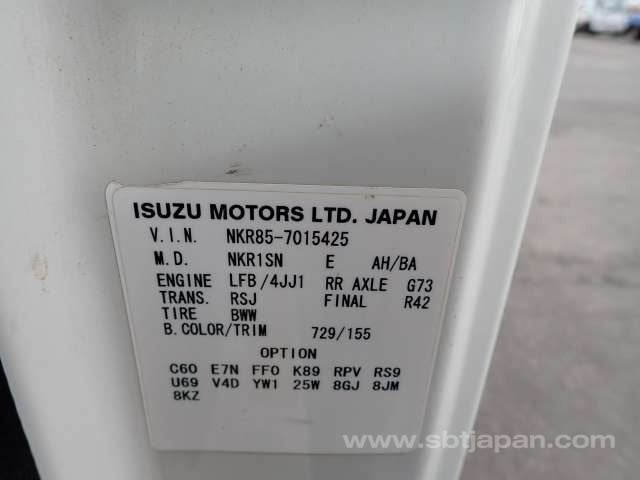 ISUZU MOTORS LTD. JAPAN
V.I.N. NKR85-7015425
M.D. NKR1SN E AH/BA
ENGINE LFB/4JJ1 RR AXLE G73
TRANS. RSJ FINAL R42
TIRE BWW
B.COLOR/TRIM 729/155
OPTION
C60 E7N FFO K89 RPV RS9
U69 V4D YW1 25W 8GJ 8JM
8KZ
www.sbtjapan.com